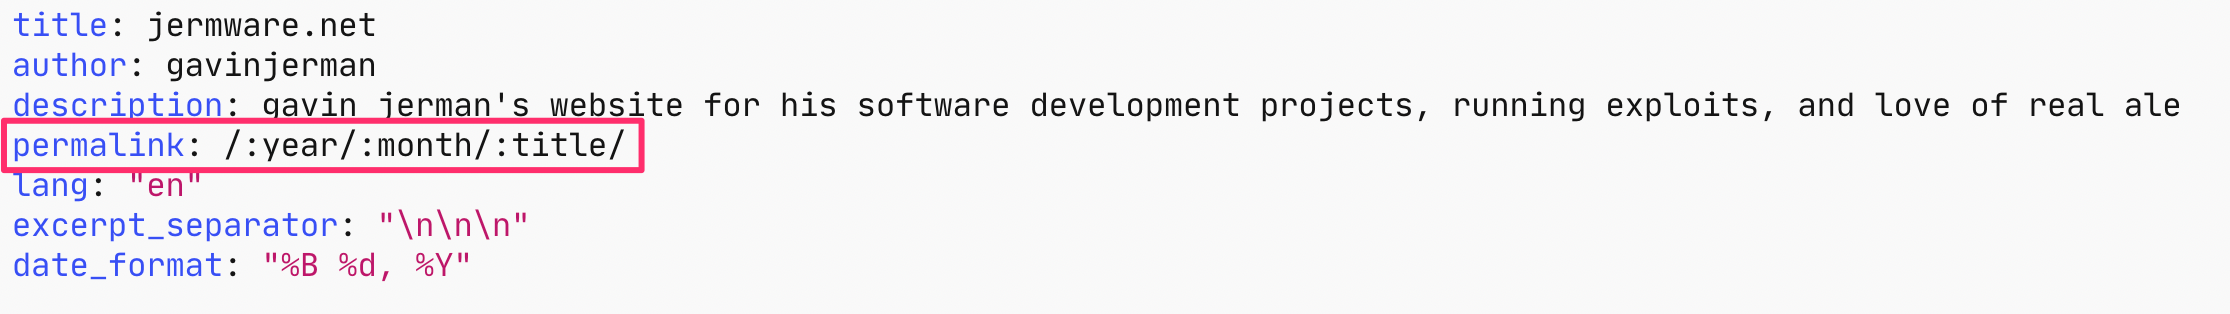 title: jermware.net
author: gavinjerman
description: gavin jerman's website for his software development projects, running exploits, and love of real ale
permalink: /:year/:month/:title/
lang: "en"
excerpt_separator: "\n\n\n"
date_format: "%B %d, %Y"